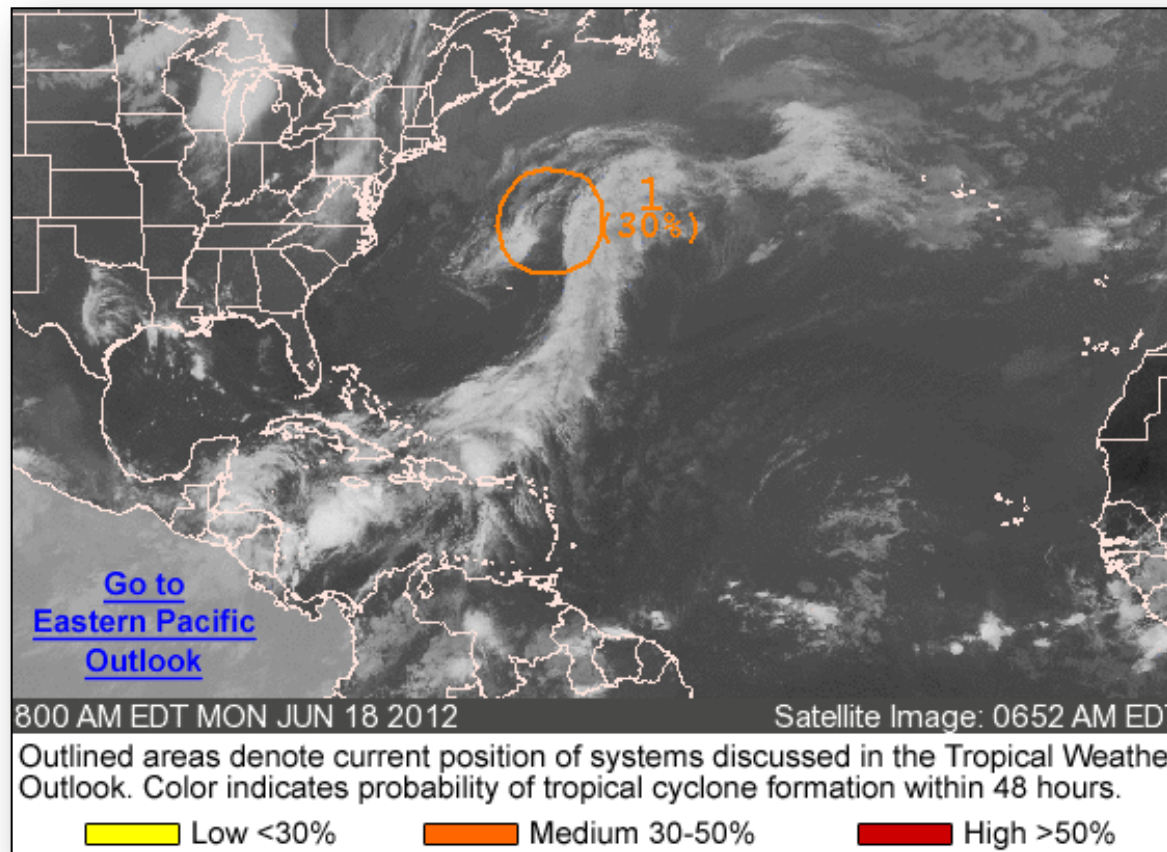 1
(30%)
Go to
Eastern Pacific
Outlook
800 AM EDT MON JUN 18 2012 Satellite Image: 0652 AM EDT
Outlined areas denote current position of systems discussed in the Tropical Weathe
Outlook. Color indicates probability of tropical cyclone formation within 48 hours.
Low <30% Medium 30-50% High >50%